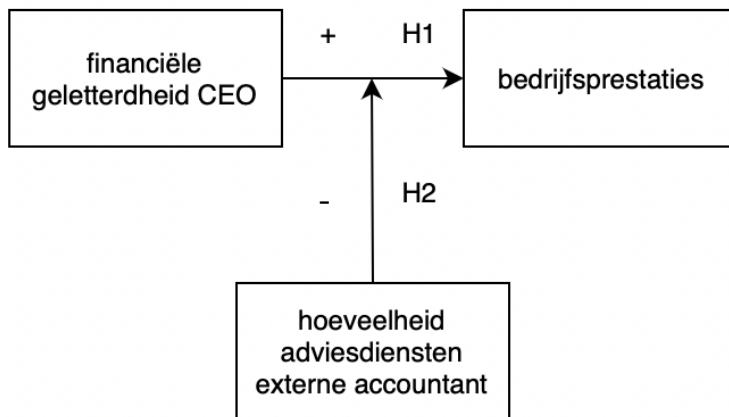 + H1
financiële
geletterdheid CEO
bedrijfsprestaties
- H2
hoeveelheid
adviesdiensten
externe accountant